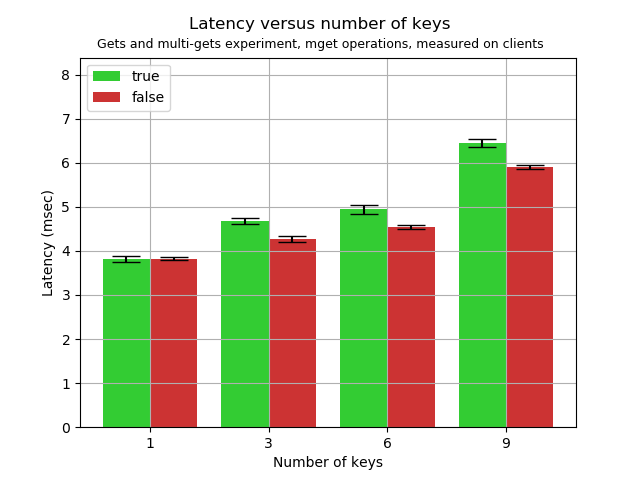 Latency versus number of keys
Gets and multi-gets experiment, mget operations, measured on clients
true
false
8
7
6
5
4
3
2
1
0
Latency (msec)
1 3 6 9
Number of keys